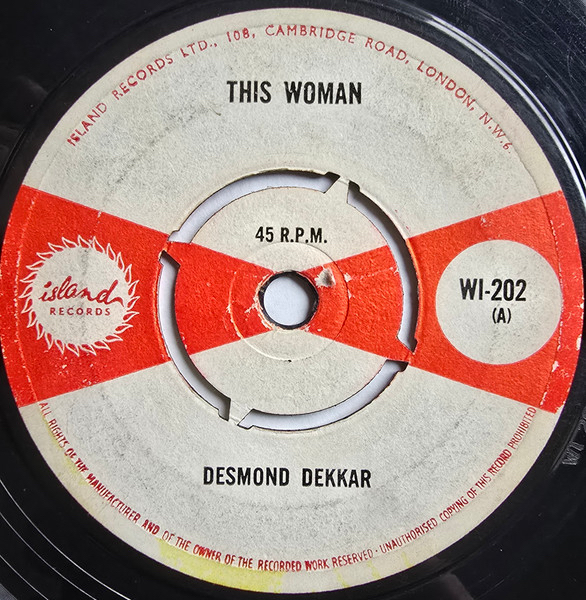 ISLAND RECORDS LTD., 108, CAMBRIDGE ROAD, LONDON, N.W.6.
THIS WOMAN
45 R.P.M.
island
RECORDS
WI-202
(A)
DESMOND DEKKAR
ALL RIGHTS OF THE MANUFACTURER AND OF THE OWNER OF THE RECORDED WORK RESERVED · UNAUTHORISED COPYING OF THIS RECORD PROHIBITED